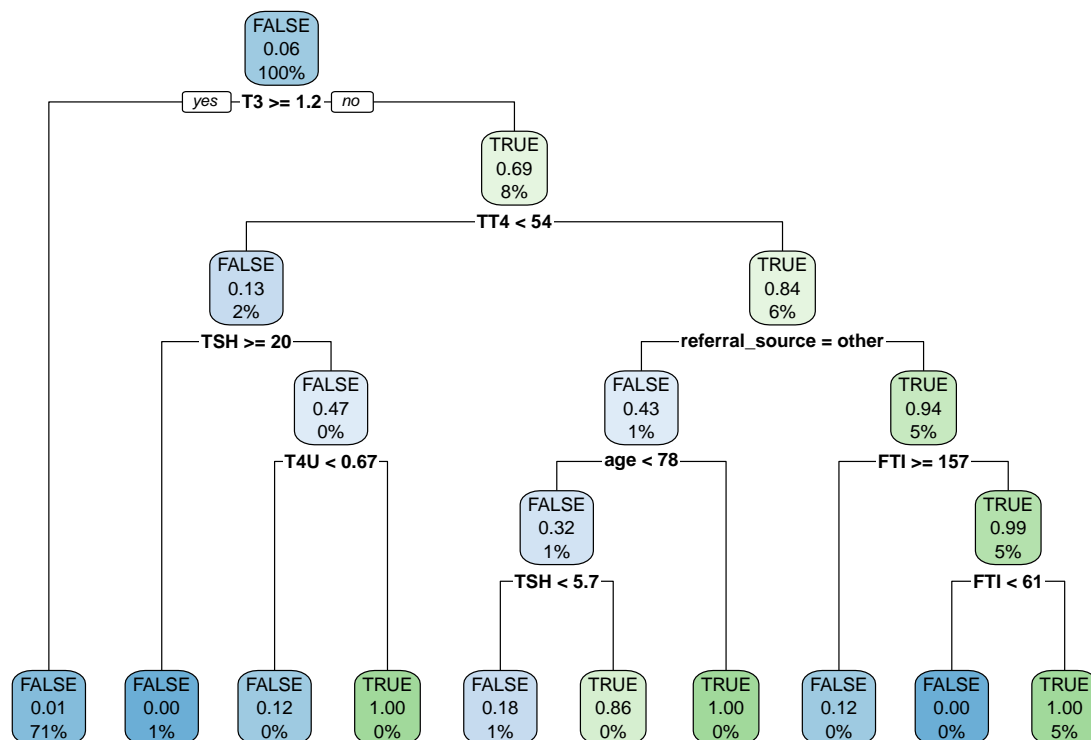 FALSE
0.06
100%
yes T3 >= 1.2 no
TRUE
0.69
8%
TT4 < 54
FALSE
0.13
2%
TSH >= 20
TRUE
0.84
6%
referral_source = other
FALSE
0.47
0%
T4U < 0.67
FALSE
0.43
1%
age < 78
TRUE
0.94
5%
FTI >= 157
FALSE
0.32
1%
TSH < 5.7
TRUE
0.99
5%
FTI < 61
FALSE
0.01
71%
FALSE
0.00
1%
FALSE
0.12
0%
TRUE
1.00
0%
FALSE
0.18
1%
TRUE
0.86
0%
TRUE
1.00
0%
FALSE
0.12
0%
FALSE
0.00
0%
TRUE
1.00
5%